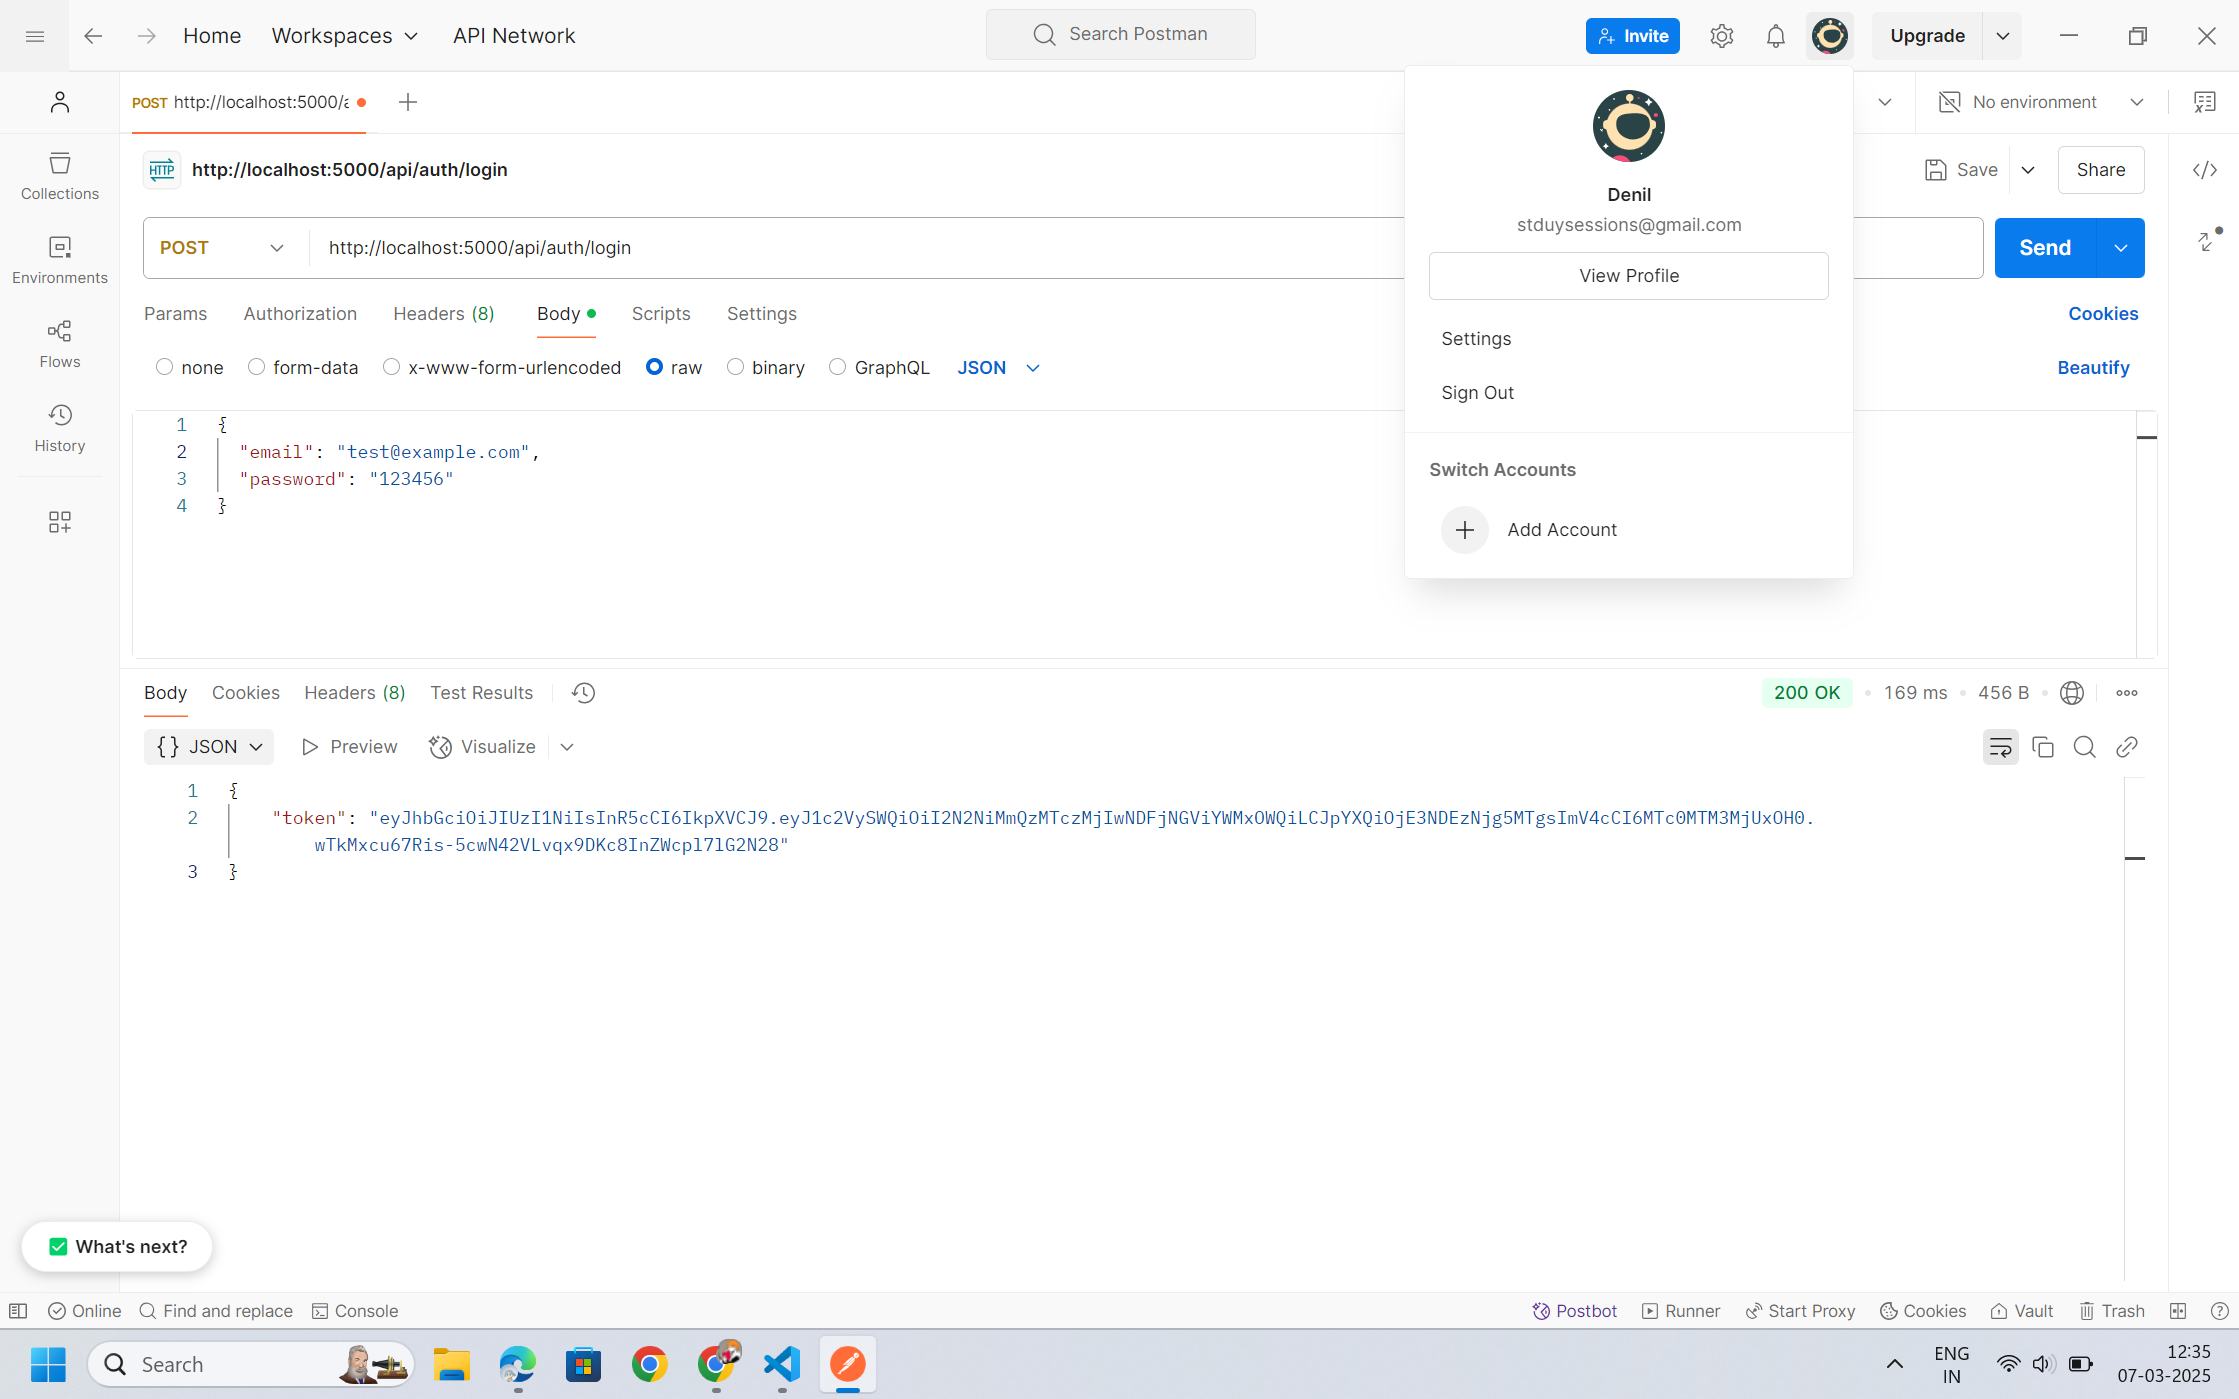 Home
Workspaces
API Network
Search Postman
Invite
Upgrade
POST http://localhost:5000/a
No environment
HTTP
http://localhost:5000/api/auth/login
Save
Share
Collections
Environments
Flows
History
POST
http://localhost:5000/api/auth/login
Send
Params
Authorization
Headers (8)
Body
Scripts
Settings
Cookies
none
form-data
x-www-form-urlencoded
raw
binary
GraphQL
JSON
Beautify
1 {
2 "email": "test@example.com",
3 "password": "123456"
4 }
Denil
stduysessions@gmail.com
View Profile
Settings
Sign Out
Switch Accounts
Add Account
Body
Cookies
Headers (8)
Test Results
200 OK
169 ms
456 B
{} JSON
Preview
Visualize
1 {
2 "token": "eyJhbGciOiJIUzI1NiIsInR5cCI6IkpXVCJ9.eyJ1c2VySWQiOiI2N2NiMmQzMTczMjIwNDFjNGViYWMxOWQiLCJpYXQiOjE3NDEzNjg5MTgsImV4cCI6MTc0MTM3MjUxOH0.
wTkMxcu67Ris-5cwN42VLvqx9DKc8InZWcpl7lG2N28"
3 }
What's next?
Online
Find and replace
Console
Postbot
Runner
Start Proxy
Cookies
Vault
Trash
Search
ENG
IN
12:35
07-03-2025